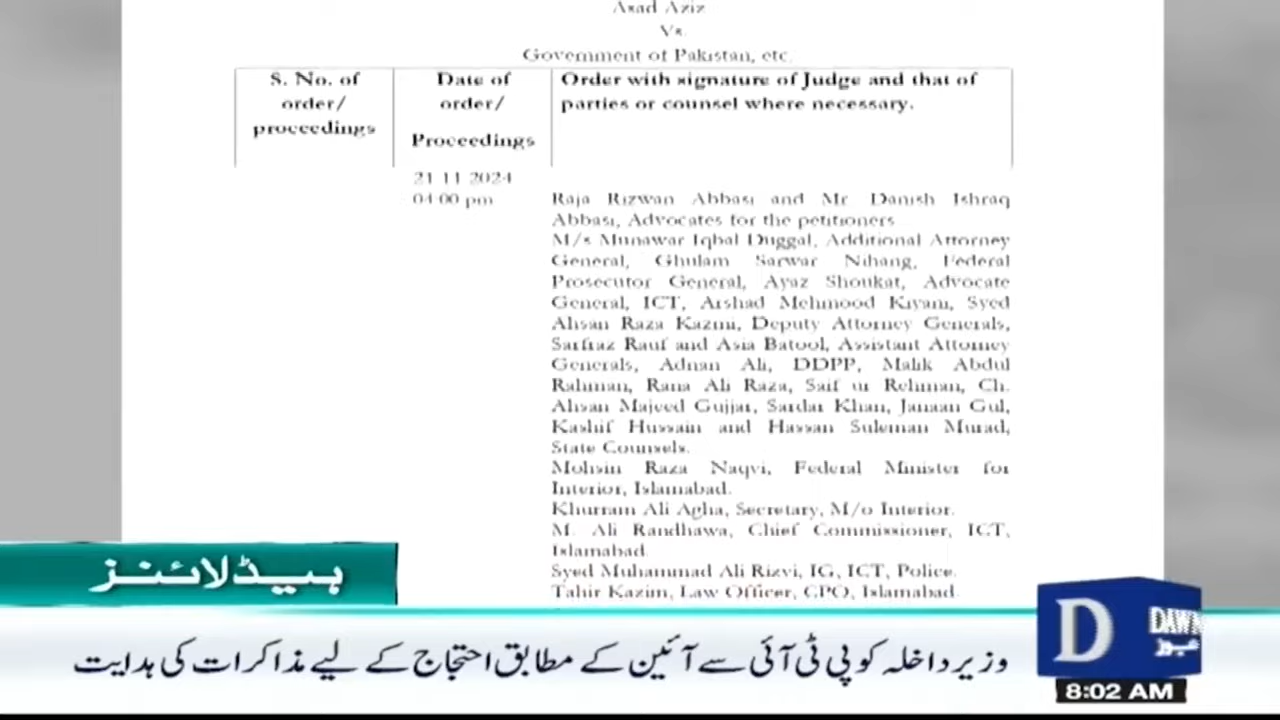 Asad Aziz
Vs.
Government of Pakistan, etc.
S. No. of order/ proceedings
Date of order/ Proceedings
Order with signature of Judge and that of parties or counsel where necessary.
21.11.2024
04.00 pm
Raja Rizwan Abbasi and Mr. Danish Ishraq
Abbasi, Advocates for the petitioners
M/s Munawar Iqbal Duggal, Additional Attorney
General, Ghulam Sarwar Nihang, Federal
Prosecutor General, Ayaz Shoukat, Advocate
General, ICT, Arshad Mehmood Kiyani, Syed
Ahsan Raza Kazmi, Deputy Attorney Generals,
Sarfraz Rauf and Asia Batool, Assistant Attorney
Generals, Adnan Ali, DDPP, Malik Abdul
Rahman, Rana Ali Raza, Saif ur Rehman, Ch.
Ahsan Majeed Gujjar, Sardar Khan, Janaan Gul,
Kashif Hussain and Hassan Suleman Murad,
State Counsels.
Mohsin Raza Naqvi, Federal Minister for
Interior, Islamabad.
Khurram Ali Agha, Secretary, M/o Interior.
M. Ali Randhawa, Chief Commissioner, ICT,
Islamabad.
Syed Muhammad Ali Rizvi, IG, ICT, Police.
Tahir Kazim, Law Officer, CPO, Islamabad.
ہیڈلائنز
وزیرداخلہ کو پی ٹی آئی سے آئین کے مطابق احتجاج کے لیے مذاکرات کی ہدایت
D DAWN
نیوز
8:02 AM